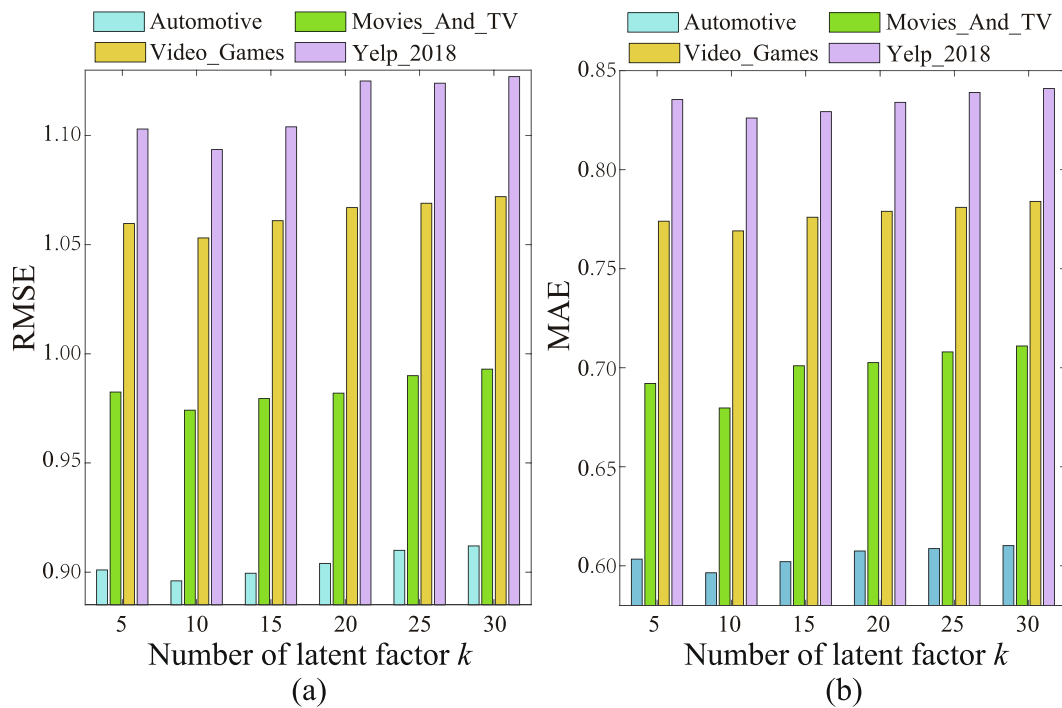 Automotive Movies_And_TV
Video_Games Yelp_2018
1.10
1.05
1.00
0.95
0.90
RMSE
5 10 15 20 25 30
Number of latent factor k
(a)
Automotive Movies_And_TV
Video_Games Yelp_2018
0.85
0.80
0.75
0.70
0.65
0.60
MAE
5 10 15 20 25 30
Number of latent factor k
(b)